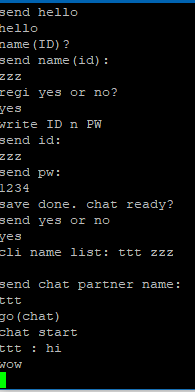 send hello
hello
name(ID)?
send name(id):
zzz
regi yes or no?
yes
write ID n PW
send id:
zzz
send pw:
1234
save done. chat ready?
send yes or no
yes
cli name list: ttt zzz
send chat partner name:
ttt
go(chat)
chat start
ttt : hi
wow